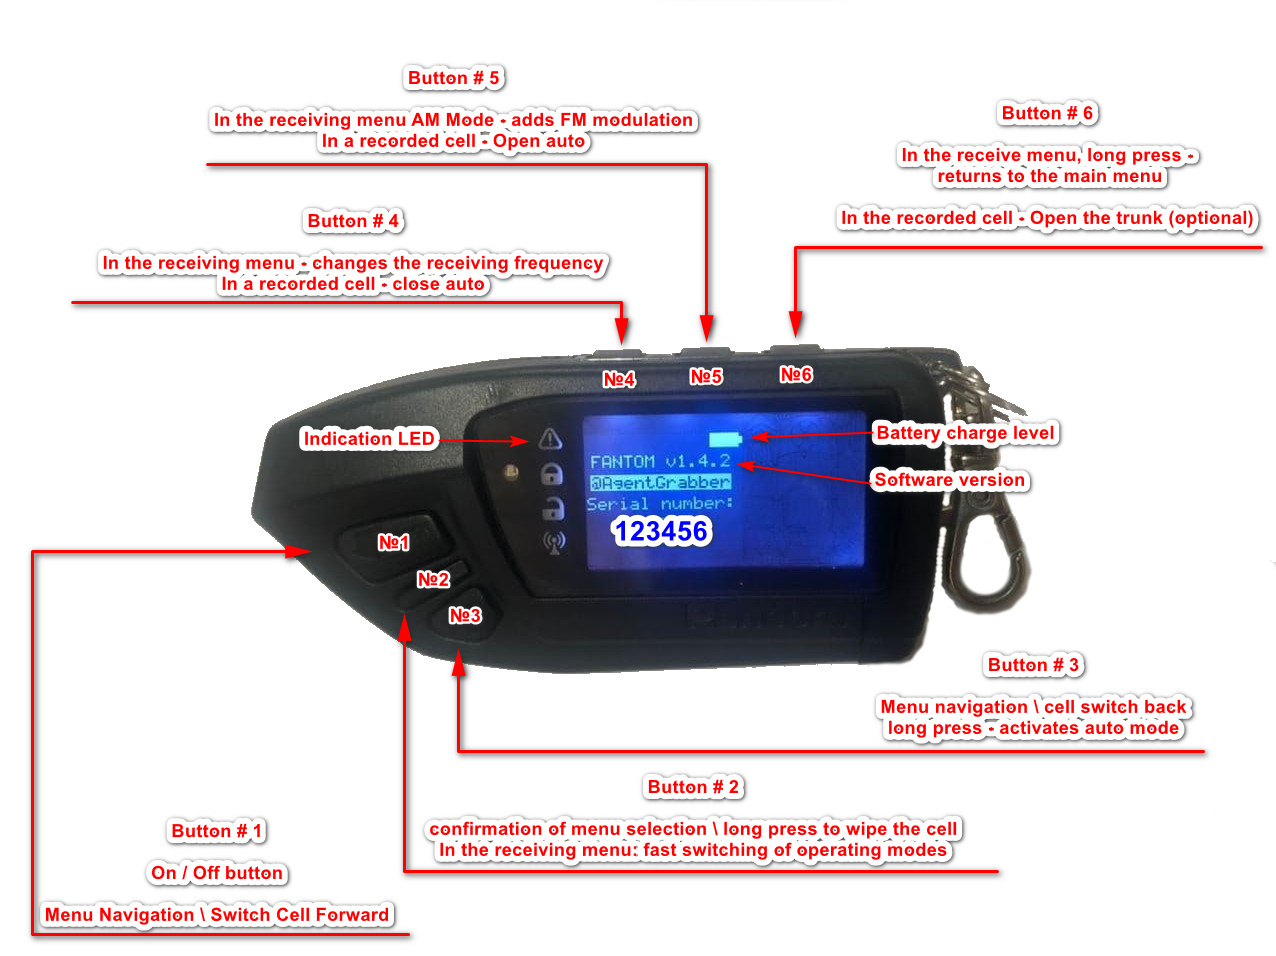 Button # 5
In the receiving menu AM Mode - adds FM modulation
In a recorded cell - Open auto
Button # 6
In the receive menu, long press -
returns to the main menu
In the recorded cell - Open the trunk (optional)
Button # 4
In the receiving menu - changes the receiving frequency
In a recorded cell - close auto
№4
№5
№6
Indication LED
Battery charge level
FANTOM v1.4.2
Software version
@AgentGrabber
Serial number:
123456
№1
№2
№3
Button # 3
Menu navigation \ cell switch back
long press - activates auto mode
Button # 2
confirmation of menu selection \ long press to wipe the cell
In the receiving menu: fast switching of operating modes
Button # 1
On / Off button
Menu Navigation \ Switch Cell Forward